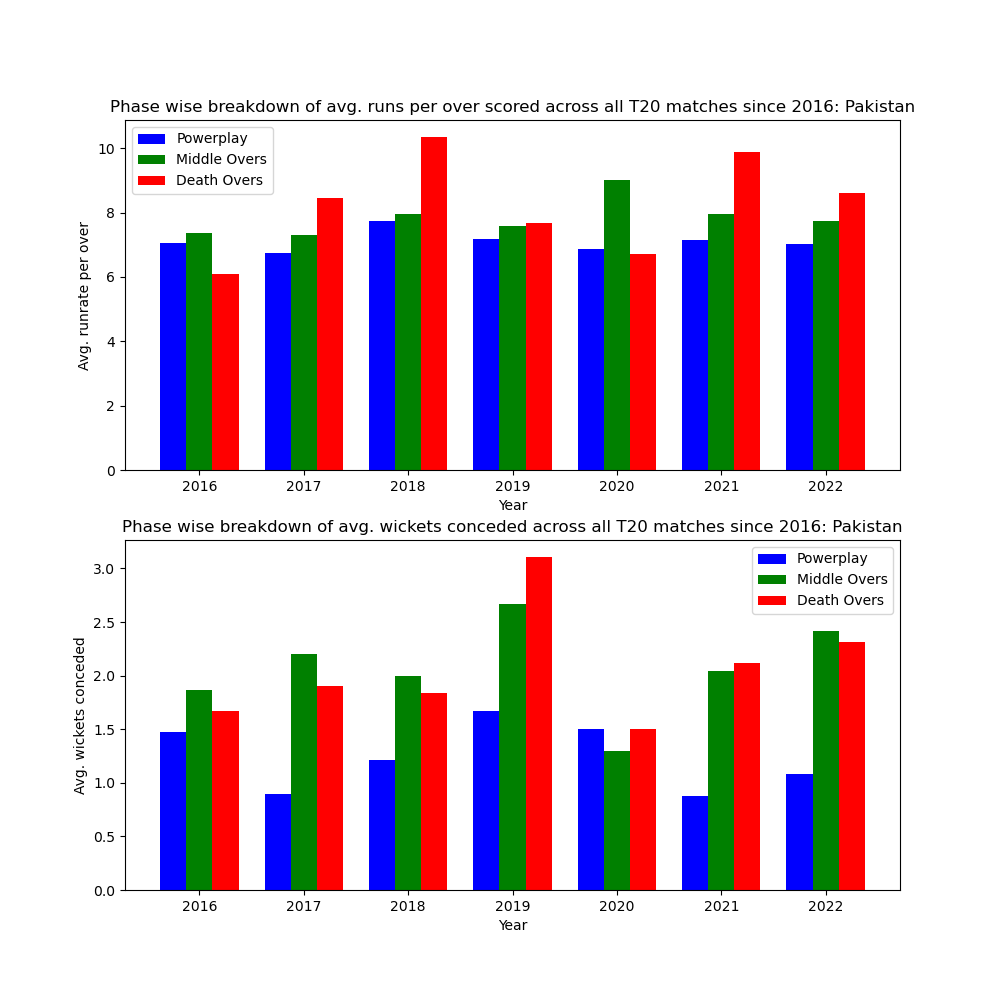 Phase wise breakdown of avg. runs per over scored across all T20 matches since 2016: Pakistan
Powerplay
Middle Overs
Death Overs
Avg. runrate per over
10
8
6
4
2
0
2016 2017 2018 2019 2020 2021 2022
Year
Phase wise breakdown of avg. wickets conceded across all T20 matches since 2016: Pakistan
Powerplay
Middle Overs
Death Overs
Avg. wickets conceded
3.0
2.5
2.0
1.5
1.0
0.5
0.0
2016 2017 2018 2019 2020 2021 2022
Year